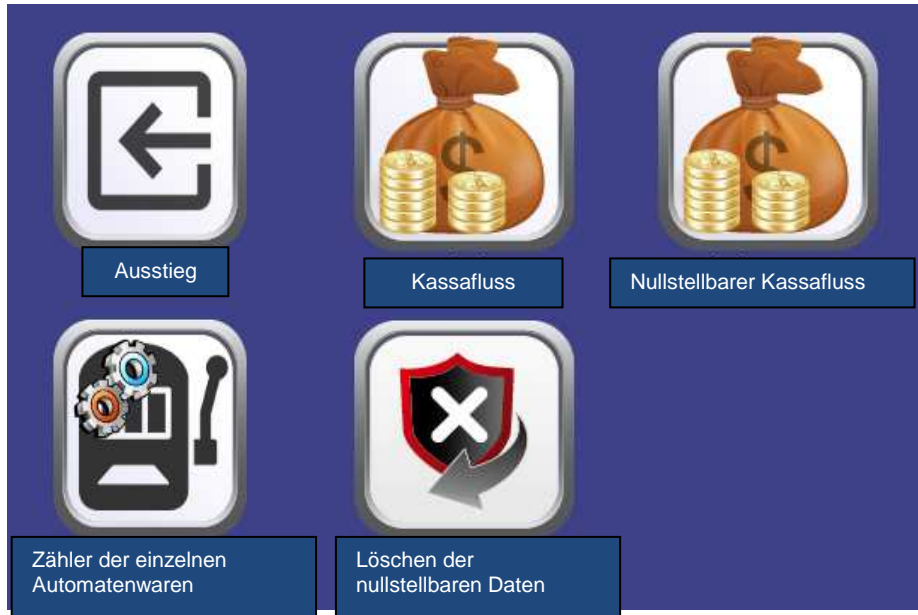 Ausstieg
Kassafluss
Nullstellbarer Kassafluss
Zähler der einzelnen
Automatenwaren
Löschen der
nullstellbaren Daten